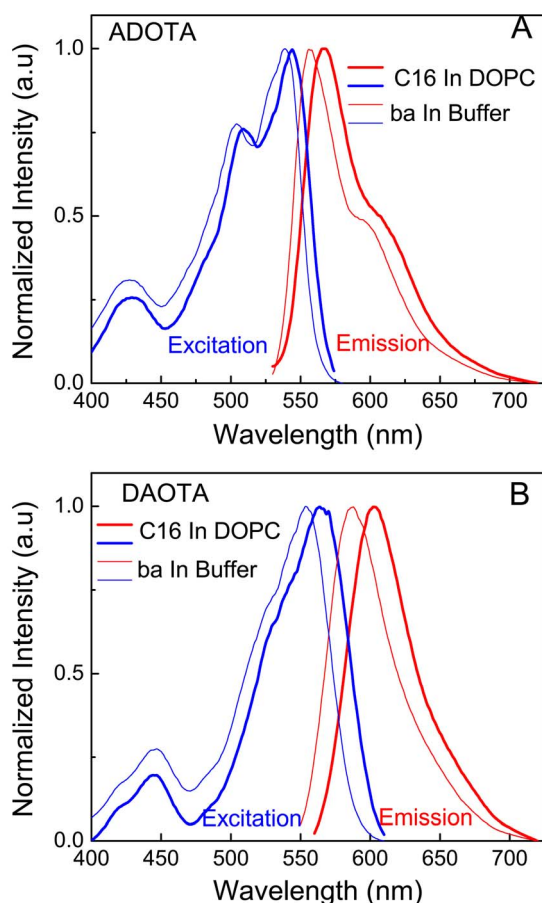 ADOTA
A
C16 In DOPC
ba In Buffer
Normalized Intensity (a.u)
1.0
0.5
0.0
Excitation
Emission
400 450 500 550 600 650 700
Wavelength (nm)
DAOTA
B
C16 In DOPC
ba In Buffer
Normalized Intensity (a.u)
1.0
0.5
0.0
Excitation
Emission
400 450 500 550 600 650 700
Wavelength (nm)